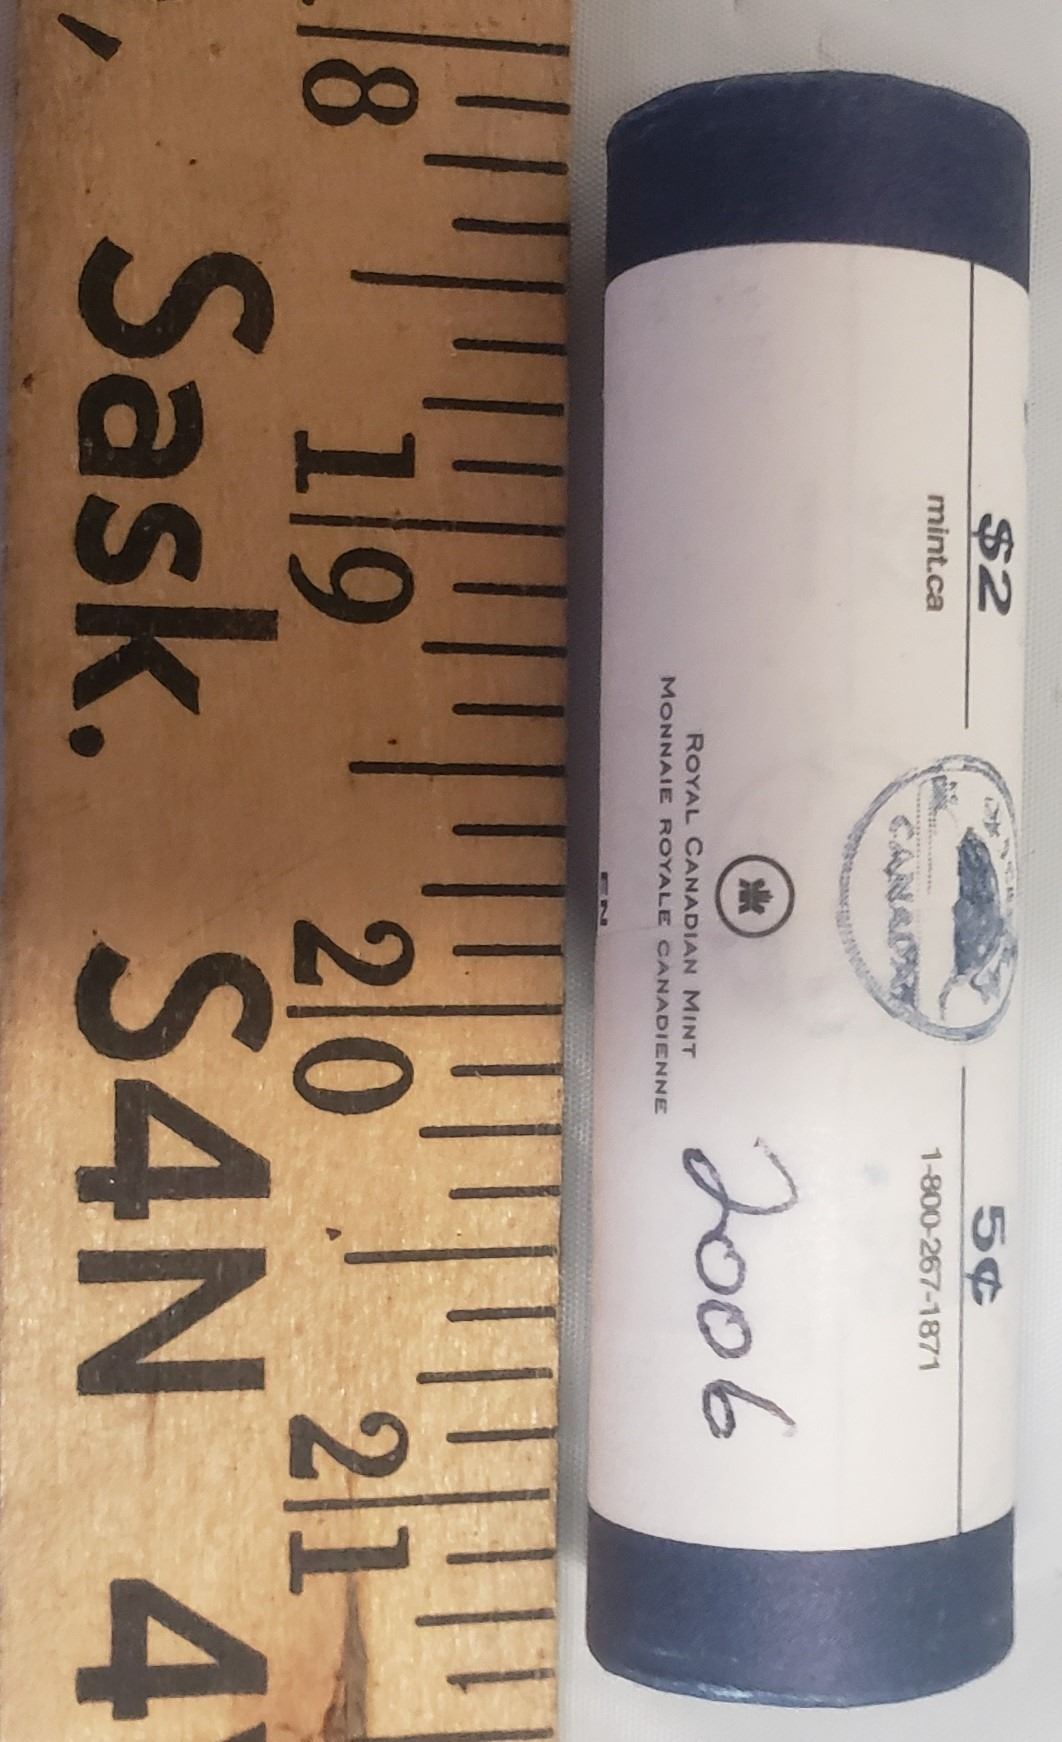 18
19
20
21
Sask. S4N 4
$2
5¢
mint.ca
1-800-267-1871
CANADA
ROYAL CANADIAN MINT
MONNAIE ROYALE CANADIENNE
2006
EN